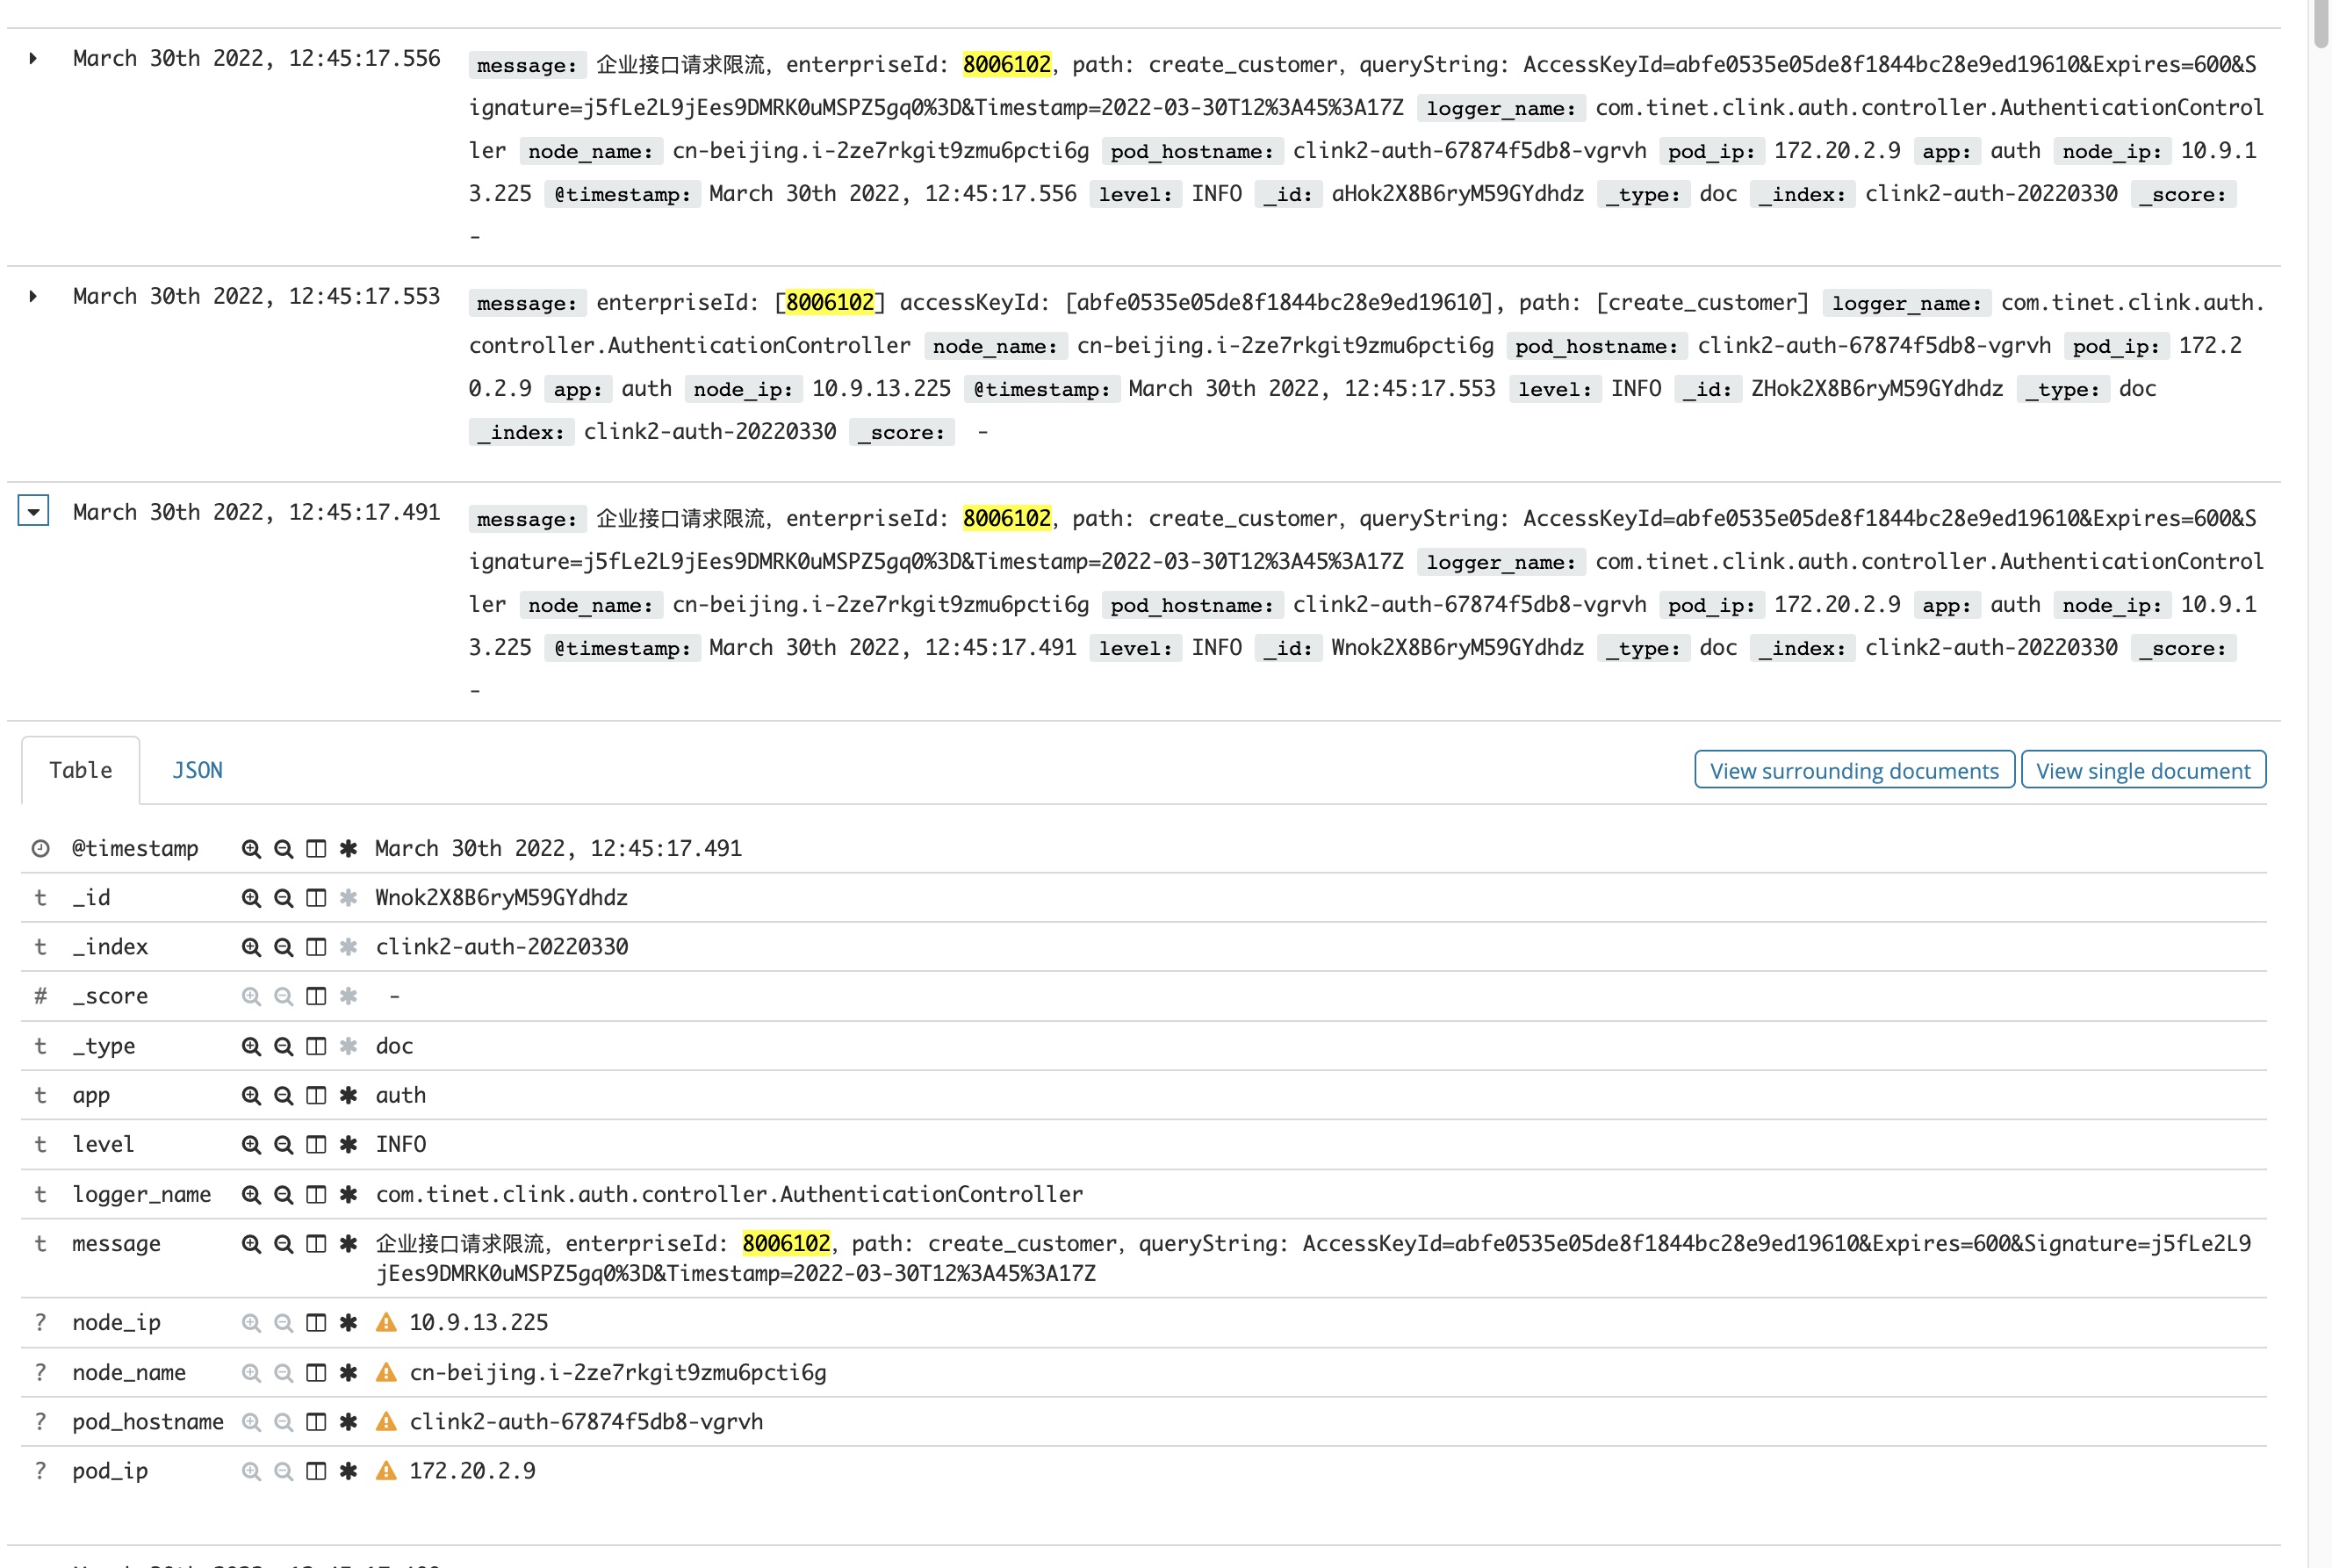 March 30th 2022, 12:45:17.556
message: 企业接口请求限流, enterpriseId: 8006102, path: create_customer, queryString: AccessKeyId=abfe0535e05de8f1844bc28e9ed19610&Expires=600&S
ignature=j5fLe2L9jEes9DMRK0uMSPZ5gq0%3D&Timestamp=2022-03-30T12%3A45%3A17Z logger_name: com.tinet.clink.auth.controller.AuthenticationControl
ler node_name: cn-beijing.i-2ze7rkgit9zmu6pcti6g pod_hostname: clink2-auth-67874f5db8-vgrvh pod_ip: 172.20.2.9 app: auth node_ip: 10.9.1
3.225 @timestamp: March 30th 2022, 12:45:17.556 level: INFO _id: aHok2X8B6ryM59GYdhdz _type: doc _index: clink2-auth-20220330 _score:
-
March 30th 2022, 12:45:17.553
message: enterpriseId: [8006102] accessKeyId: [abfe0535e05de8f1844bc28e9ed19610], path: [create_customer] logger_name: com.tinet.clink.auth.
controller.AuthenticationController node_name: cn-beijing.i-2ze7rkgit9zmu6pcti6g pod_hostname: clink2-auth-67874f5db8-vgrvh pod_ip: 172.2
0.2.9 app: auth node_ip: 10.9.13.225 @timestamp: March 30th 2022, 12:45:17.553 level: INFO _id: ZHok2X8B6ryM59GYdhdz _type: doc
_index: clink2-auth-20220330 _score: -
March 30th 2022, 12:45:17.491
message: 企业接口请求限流, enterpriseId: 8006102, path: create_customer, queryString: AccessKeyId=abfe0535e05de8f1844bc28e9ed19610&Expires=600&S
ignature=j5fLe2L9jEes9DMRK0uMSPZ5gq0%3D&Timestamp=2022-03-30T12%3A45%3A17Z logger_name: com.tinet.clink.auth.controller.AuthenticationControl
ler node_name: cn-beijing.i-2ze7rkgit9zmu6pcti6g pod_hostname: clink2-auth-67874f5db8-vgrvh pod_ip: 172.20.2.9 app: auth node_ip: 10.9.1
3.225 @timestamp: March 30th 2022, 12:45:17.491 level: INFO _id: Wnok2X8B6ryM59GYdhdz _type: doc _index: clink2-auth-20220330 _score:
-
Table JSON View surrounding documents View single document
@timestamp March 30th 2022, 12:45:17.491
t _id Wnok2X8B6ryM59GYdhdz
t _index clink2-auth-20220330
# _score -
t _type doc
t app auth
t level INFO
t logger_name com.tinet.clink.auth.controller.AuthenticationController
t message 企业接口请求限流, enterpriseId: 8006102, path: create_customer, queryString: AccessKeyId=abfe0535e05de8f1844bc28e9ed19610&Expires=600&Signature=j5fLe2L9
jEes9DMRK0uMSPZ5gq0%3D&Timestamp=2022-03-30T12%3A45%3A17Z
? node_ip 10.9.13.225
? node_name cn-beijing.i-2ze7rkgit9zmu6pcti6g
? pod_hostname clink2-auth-67874f5db8-vgrvh
? pod_ip 172.20.2.9